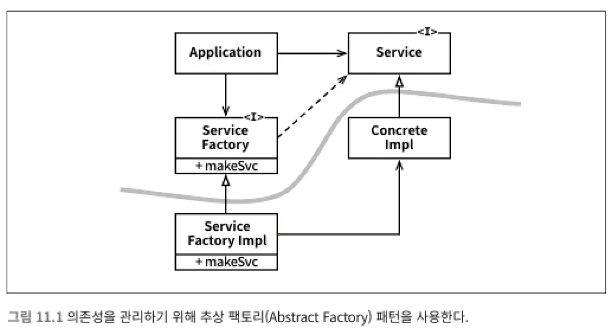 <I>
Application
Service
<I>
Service
Factory
+ makeSvc
Concrete
Impl
Service
Factory Impl
+ makeSvc
그림 11.1 의존성을 관리하기 위해 추상 팩토리(Abstract Factory) 패턴을 사용한다.